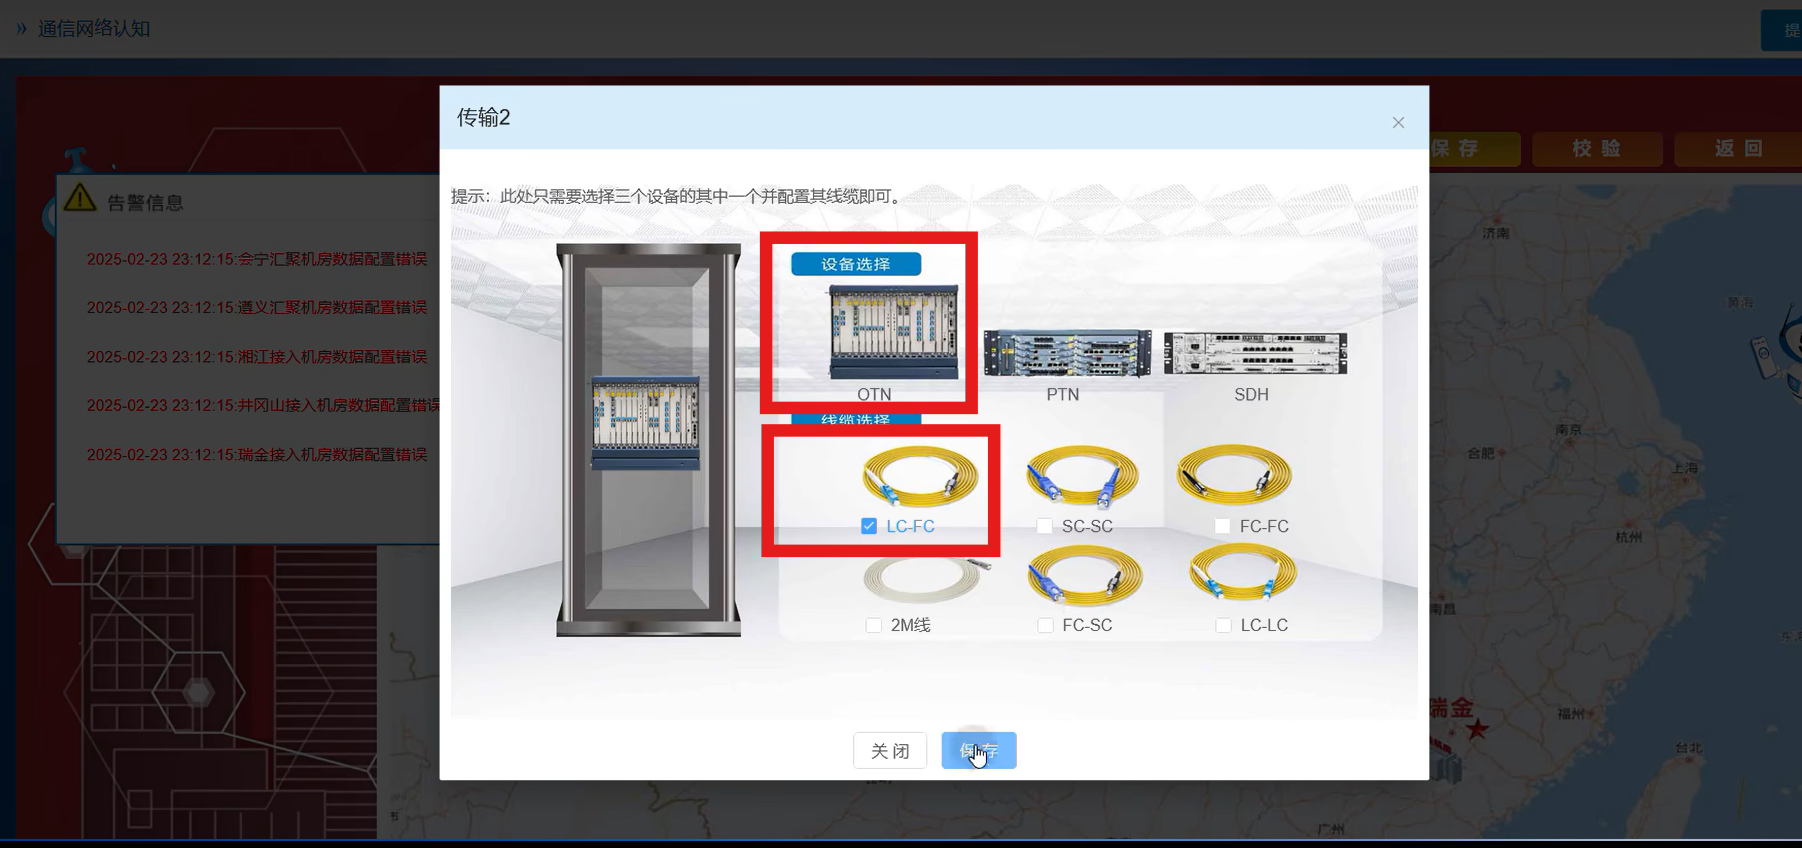 » 通信网络认知
提
传输2
×
保 存
校 验
返 回
告警信息
提示：此处只需要选择三个设备的其中一个并配置其线缆即可。
2025-02-23 23:12:15:会宁汇聚机房数据配置错误
2025-02-23 23:12:15:遵义汇聚机房数据配置错误
2025-02-23 23:12:15:湘江接入机房数据配置错误
2025-02-23 23:12:15:井冈山接入机房数据配置错误
2025-02-23 23:12:15:瑞金接入机房数据配置错误
设备选择
OTN
PTN
SDH
线缆选择
LC-FC
SC-SC
FC-FC
2M线
FC-SC
LC-LC
关 闭
保存
济南
黄海
南京
合肥
上海
杭州
南昌
瑞金
福州
台北
广州